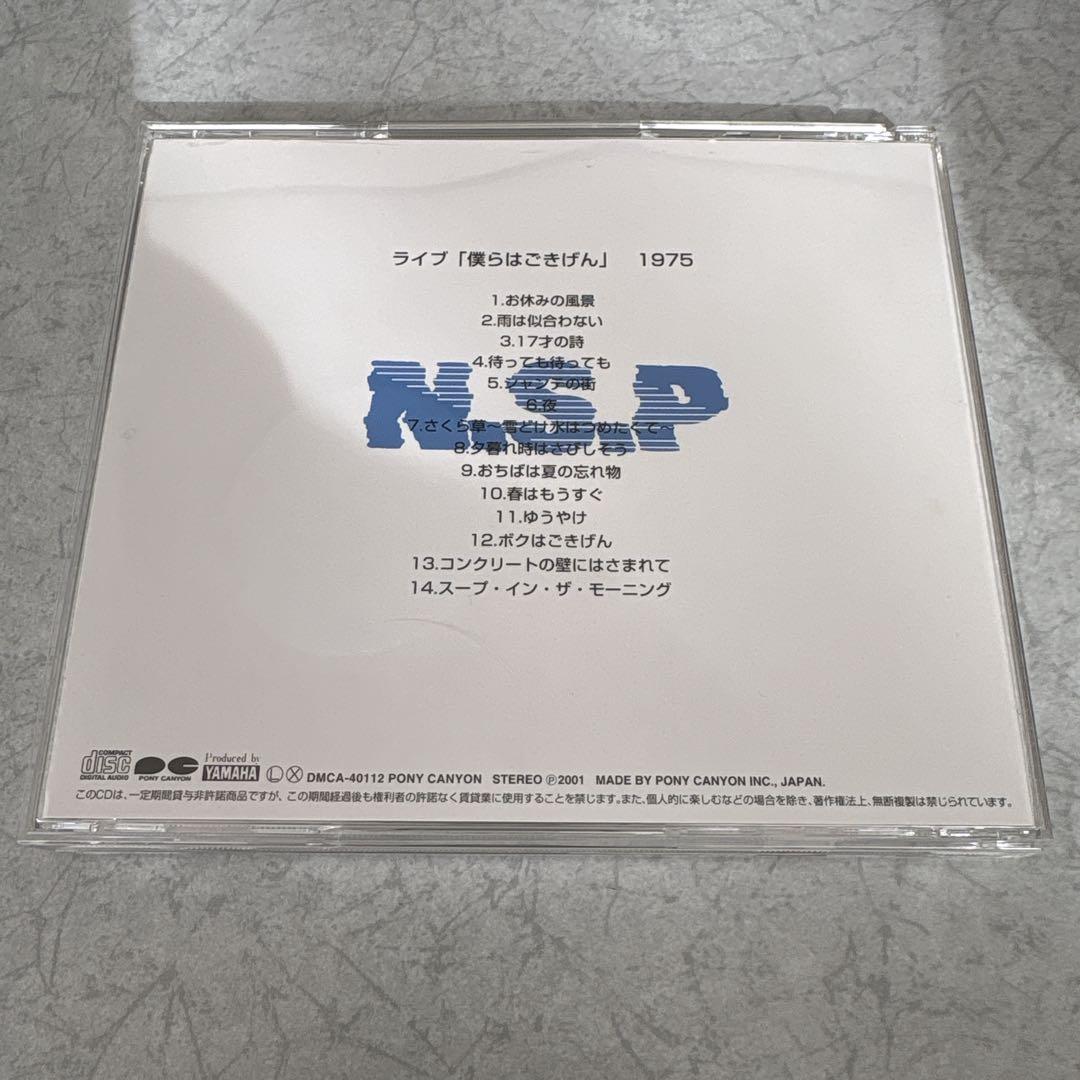 ライブ「僕らはごきげん」 1975
1.お休みの風景
2.雨は似合わない
3.17才の詩
4.待っても待っても
5.シャンテの街
6.夜
7.さくら草〜雪どけ水はつめたくて〜
8.夕暮れ時はさびしそう
9.おちばは夏の忘れ物
10.春はもうすぐ
11.ゆうやけ
12.ボクはごきげん
13.コンクリートの壁にはさまれて
14.スープ・イン・ザ・モーニング
N.S.P
COMPACT disc DIGITAL AUDIO PONY CANYON Produced by YAMAHA Ⓛ Ⓧ DMCA-40112 PONY CANYON STEREO ℗2001 MADE BY PONY CANYON INC., JAPAN.
このCDは、一定期間貸与非許諾商品ですが、この期間経過後も権利者の許諾なく賃貸業に使用することを禁じます。また、個人的に楽しむなどの場合を除き、著作権法上、無断複製は禁じられています。